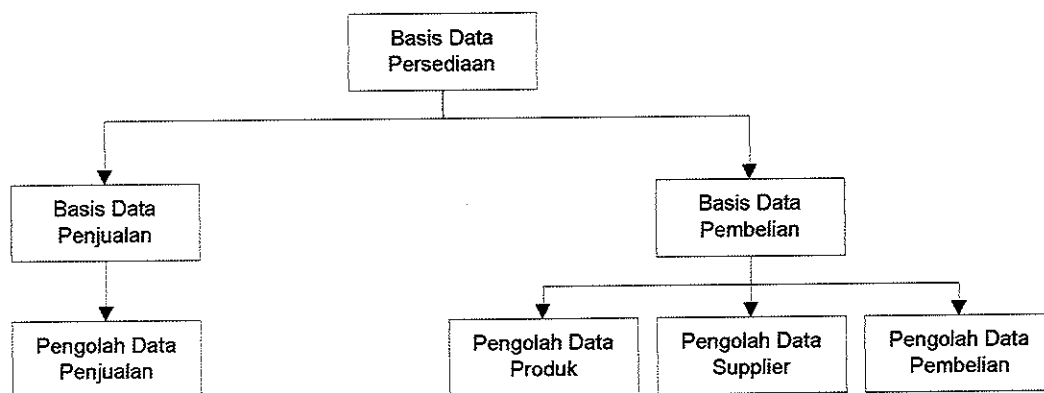 Basis Data
Persediaan
Basis Data
Penjualan
Basis Data
Pembelian
Pengolah Data
Penjualan
Pengolah Data
Produk
Pengolah Data
Supplier
Pengolah Data
Pembelian